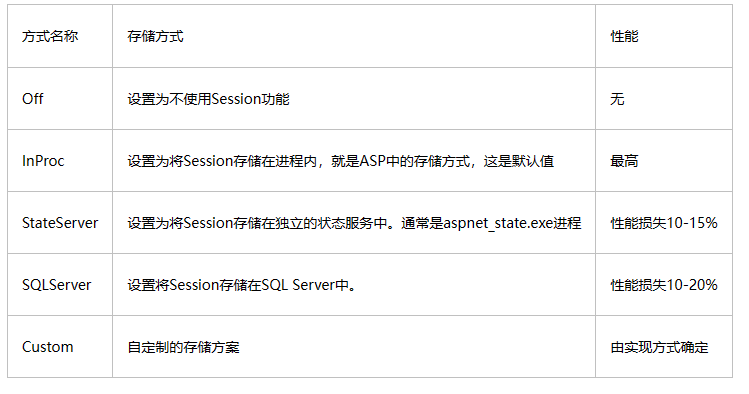 方式名称 存储方式 性能
Off 设置为不使用Session功能 无
InProc 设置为将Session存储在进程内，就是ASP中的存储方式，这是默认值 最高
StateServer 设置为将Session存储在独立的状态服务中。通常是aspnet_state.exe进程 性能损失10-15%
SQLServer 设置将Session存储在SQL Server中。 性能损失10-20%
Custom 自定制的存储方案 由实现方式确定